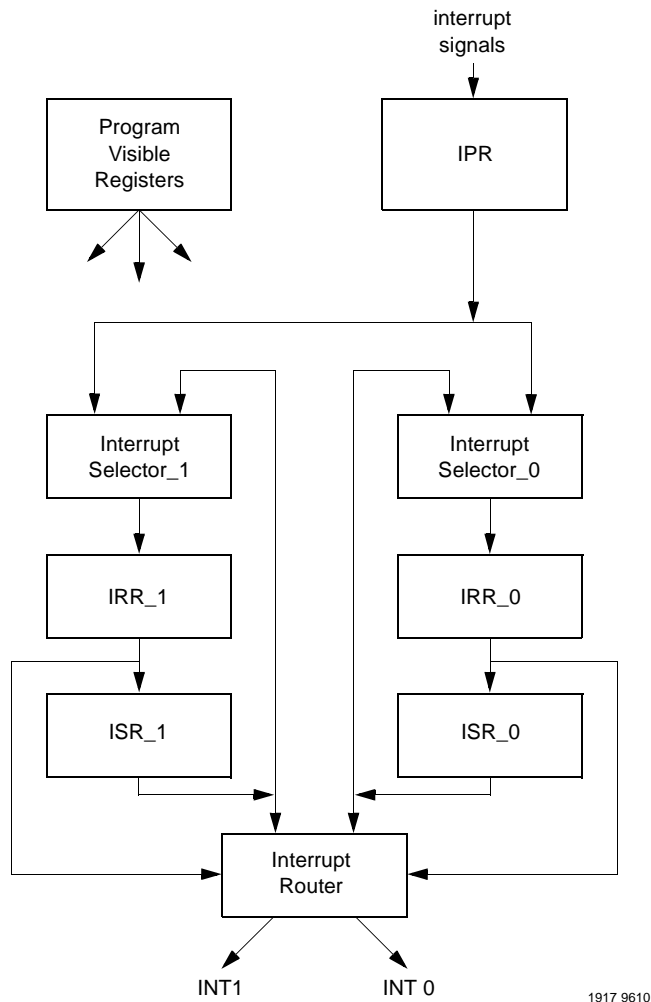 interrupt
signals
Program
Visible
Registers
IPR
Interrupt
Selector_1
Interrupt
Selector_0
IRR_1
IRR_0
ISR_1
ISR_0
Interrupt
Router
INT1
INT 0
1917 9610